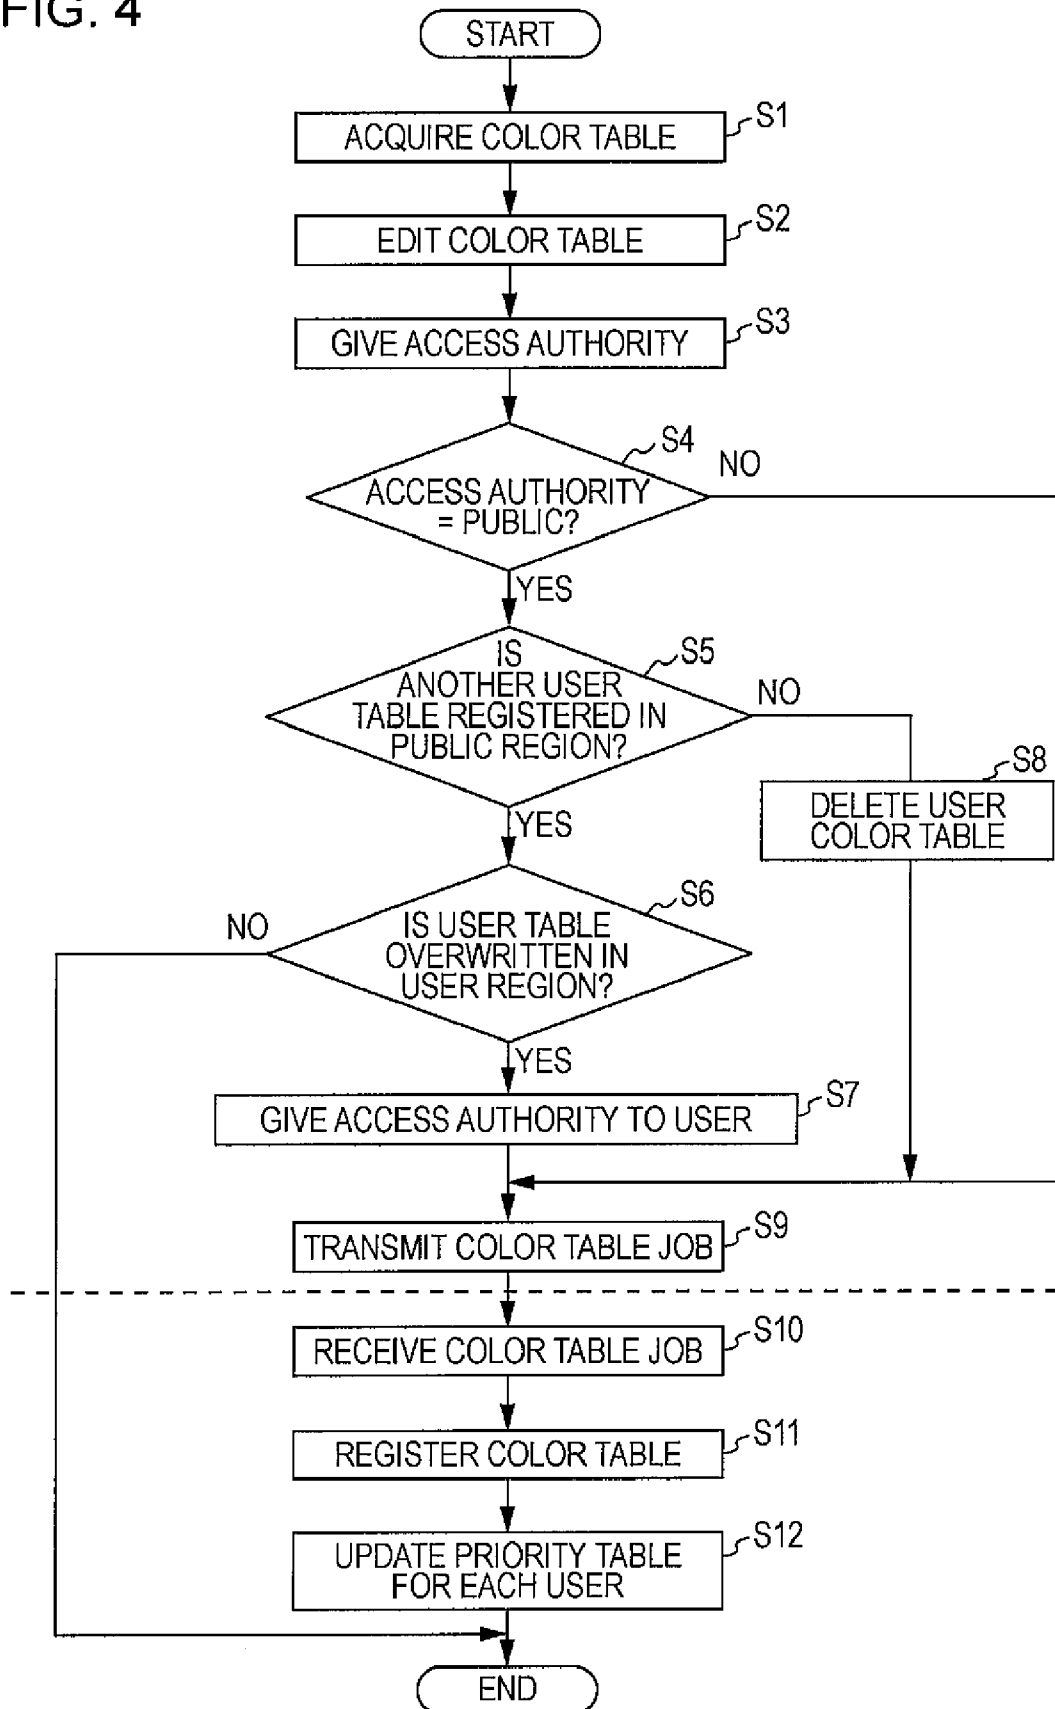 FIG. 4
START
ACQUIRE COLOR TABLE
S1
EDIT COLOR TABLE
S2
GIVE ACCESS AUTHORITY
S3
S4
ACCESS AUTHORITY
= PUBLIC?
NO
YES
S5
IS
ANOTHER USER
TABLE REGISTERED IN
PUBLIC REGION?
NO
YES
S8
DELETE USER
COLOR TABLE
S6
IS USER TABLE
OVERWRITTEN IN
USER REGION?
NO
YES
GIVE ACCESS AUTHORITY TO USER
S7
TRANSMIT COLOR TABLE JOB
S9
RECEIVE COLOR TABLE JOB
S10
REGISTER COLOR TABLE
S11
UPDATE PRIORITY TABLE
FOR EACH USER
S12
END